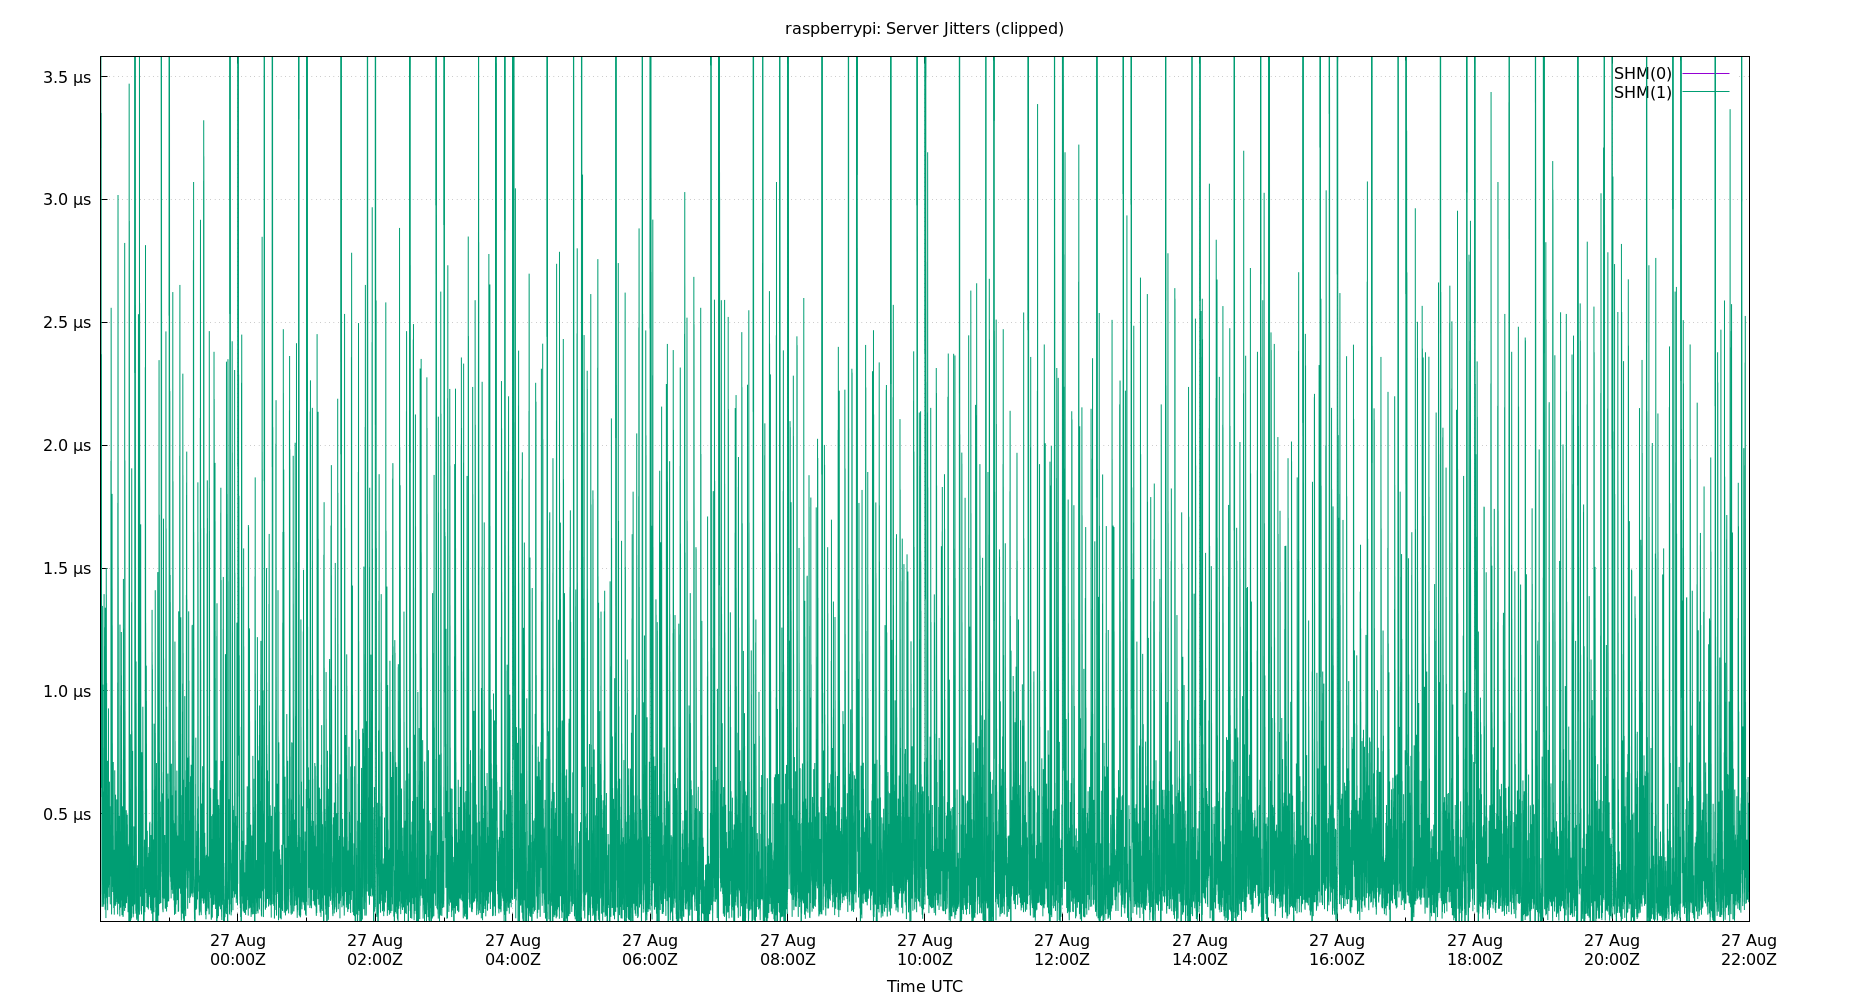 raspberrypi: Server Jitters (clipped)
3.5 µs
SHM(0)
SHM(1)
3.0 µs
2.5 µs
2.0 µs
1.5 µs
1.0 µs
0.5 µs
27 Aug 27 Aug 27 Aug 27 Aug 27 Aug 27 Aug 27 Aug 27 Aug 27 Aug 27 Aug 27 Aug 27 Aug
00:00Z 02:00Z 04:00Z 06:00Z 08:00Z 10:00Z 12:00Z 14:00Z 16:00Z 18:00Z 20:00Z 22:00Z
Time UTC